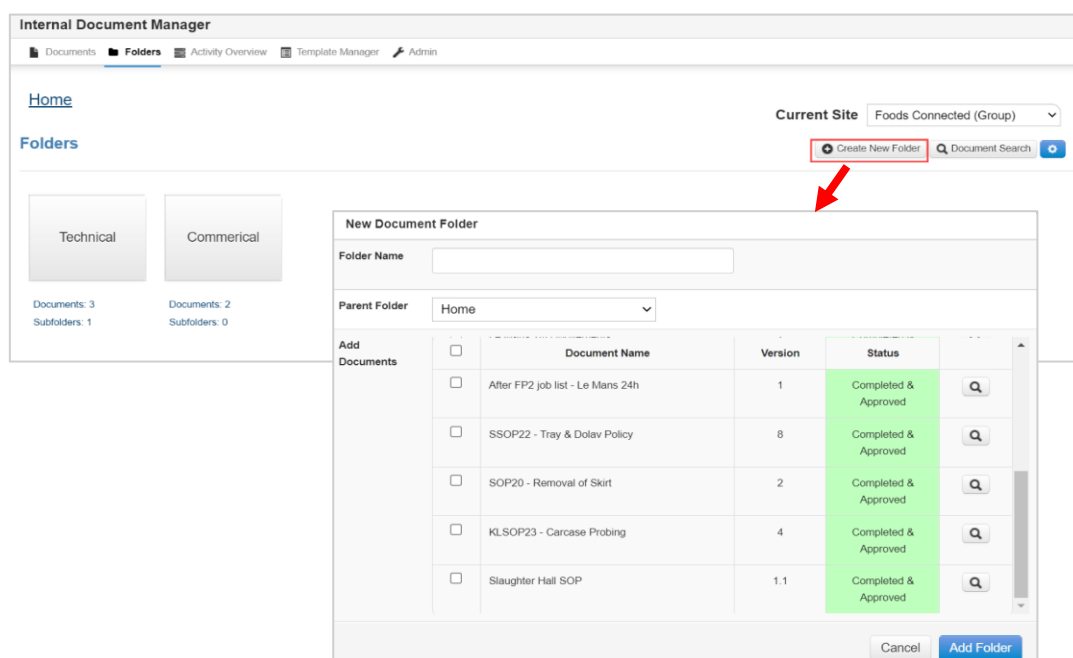 Internal Document Manager
Documents Folders Activity Overview Template Manager Admin
Home
Current Site Foods Connected (Group)
Folders
Create New Folder Document Search
Technical Commerical
Documents: 3 Documents: 2
Subfolders: 1 Subfolders: 0
New Document Folder
Folder Name
Parent Folder Home
Add Documents
Document Name Version Status
After FP2 job list - Le Mans 24h 1 Completed & Approved
SSOP22 - Tray & Dolav Policy 8 Completed & Approved
SOP20 - Removal of Skirt 2 Completed & Approved
KLSOP23 - Carcase Probing 4 Completed & Approved
Slaughter Hall SOP 1.1 Completed & Approved
Cancel Add Folder